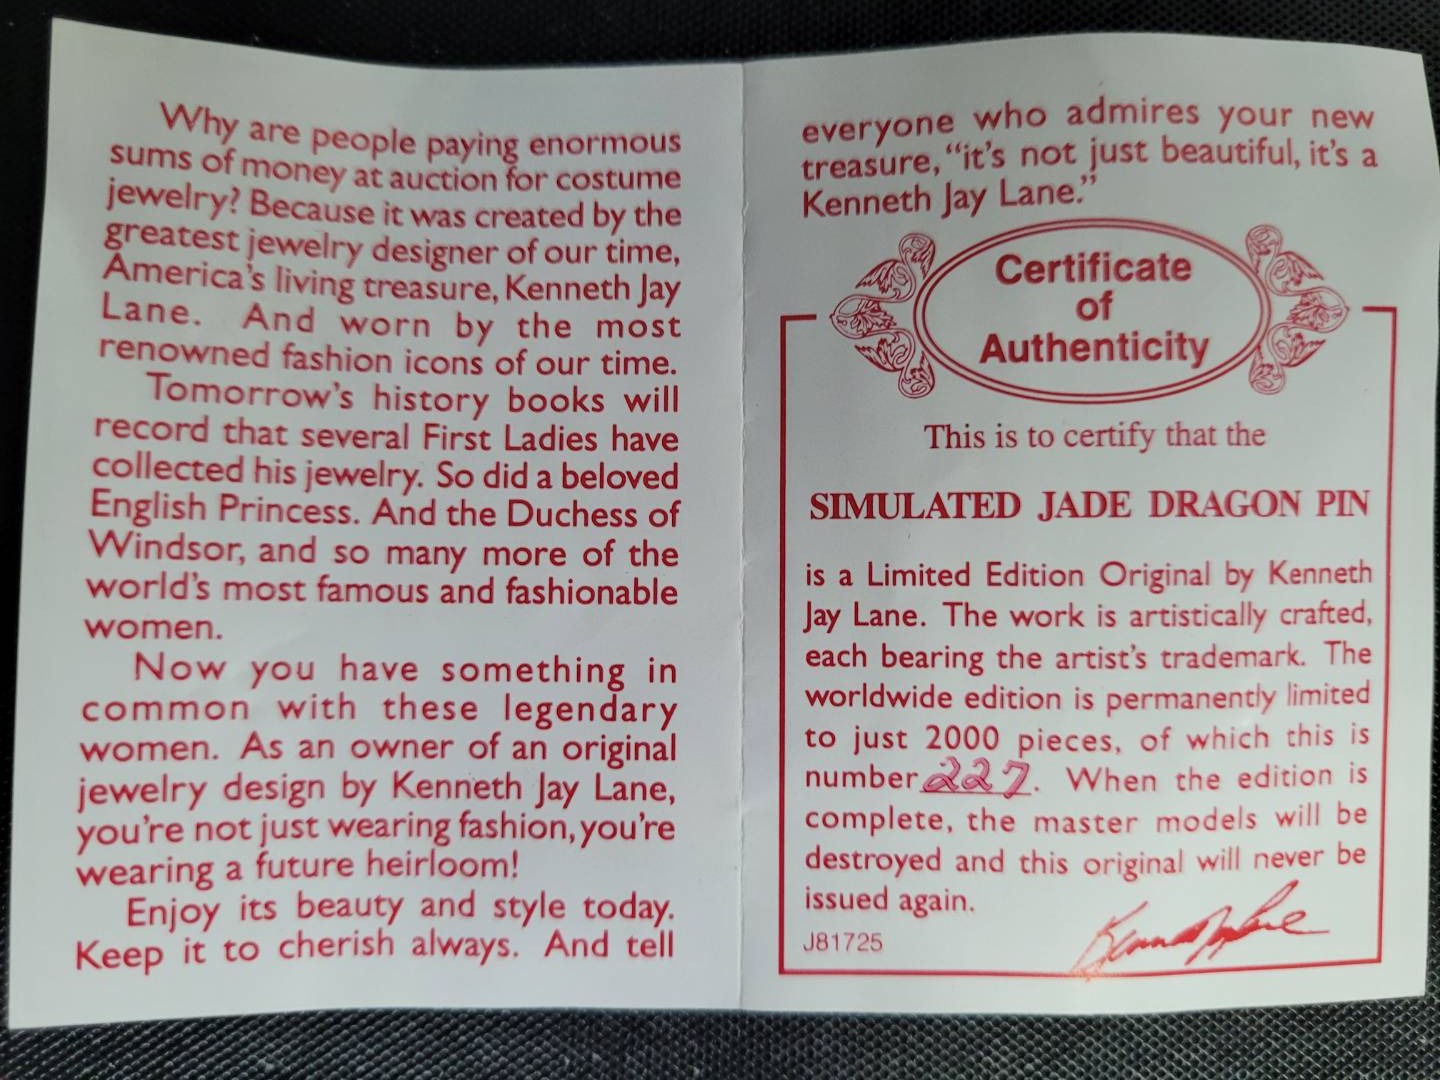 Why are people paying enormous
sums of money at auction for costume
jewelry? Because it was created by the
greatest jewelry designer of our time,
America's living treasure, Kenneth Jay
Lane. And worn by the most
renowned fashion icons of our time.
Tomorrow's history books will
record that several First Ladies have
collected his jewelry. So did a beloved
English Princess. And the Duchess of
Windsor, and so many more of the
world's most famous and fashionable
women.
Now you have something in
common with these legendary
women. As an owner of an original
jewelry design by Kenneth Jay Lane,
you're not just wearing fashion, you're
wearing a future heirloom!
Enjoy its beauty and style today.
Keep it to cherish always. And tell
everyone who admires your new
treasure, "it's not just beautiful, it's a
Kenneth Jay Lane."
Certificate
of
Authenticity
This is to certify that the
SIMULATED JADE DRAGON PIN
is a Limited Edition Original by Kenneth
Jay Lane. The work is artistically crafted,
each bearing the artist's trademark. The
worldwide edition is permanently limited
to just 2000 pieces, of which this is
number 227. When the edition is
complete, the master models will be
destroyed and this original will never be
issued again.
J81725
Kenneth Jay Lane